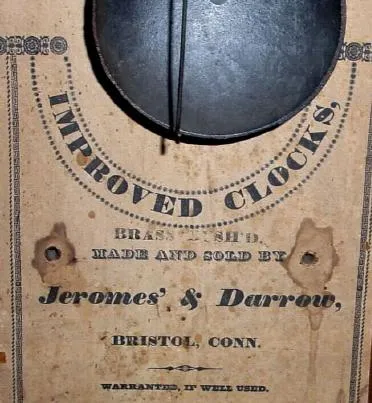 IMPROVED CLOCKS,
BRASS
MADE AND SOLD BY
Jeromes' & Darrow,
BRISTOL, CONN.
WARRANTED, IF WELL USED.